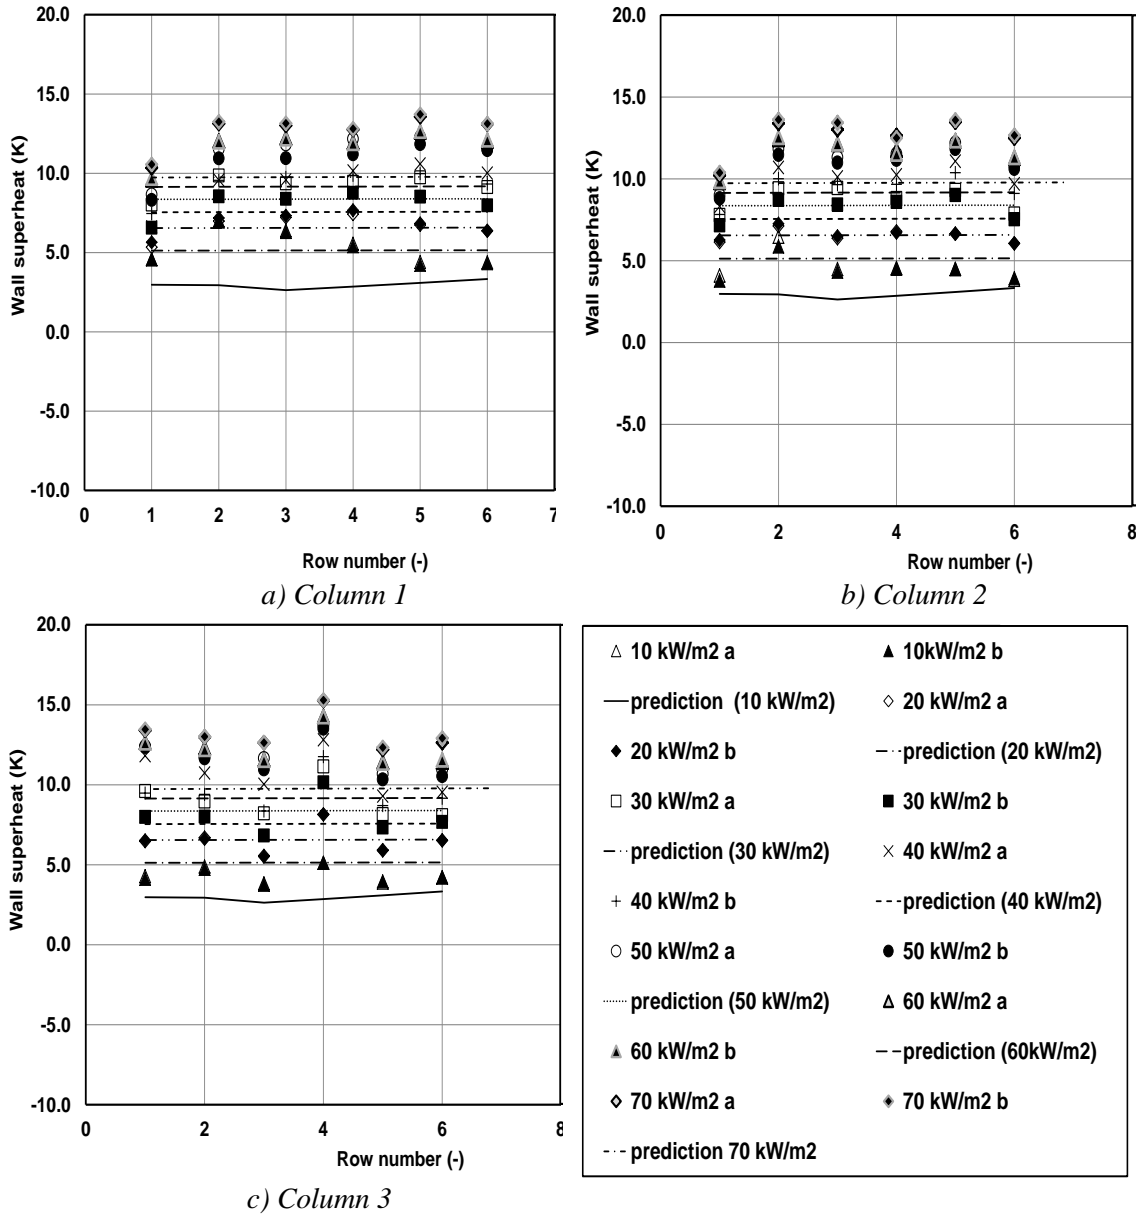 20.0
15.0
10.0
5.0
0.0
-5.0
-10.0
0 1 2 3 4 5 6 7
Wall superheat (K)
Row number (-)
a) Column 1
20.0
15.0
10.0
5.0
0.0
-5.0
-10.0
0 2 4 6 8
Wall superheat (K)
Row number (-)
b) Column 2
20.0
15.0
10.0
5.0
0.0
-5.0
-10.0
0 2 4 6 8
Wall superheat (K)
Row number (-)
c) Column 3
10 kW/m2 a
10kW/m2 b
prediction (10 kW/m2)
20 kW/m2 a
20 kW/m2 b
prediction (20 kW/m2)
30 kW/m2 a
30 kW/m2 b
prediction (30 kW/m2)
40 kW/m2 a
40 kW/m2 b
prediction (40 kW/m2)
50 kW/m2 a
50 kW/m2 b
prediction (50 kW/m2)
60 kW/m2 a
60 kW/m2 b
prediction (60kW/m2)
70 kW/m2 a
70 kW/m2 b
prediction 70 kW/m2